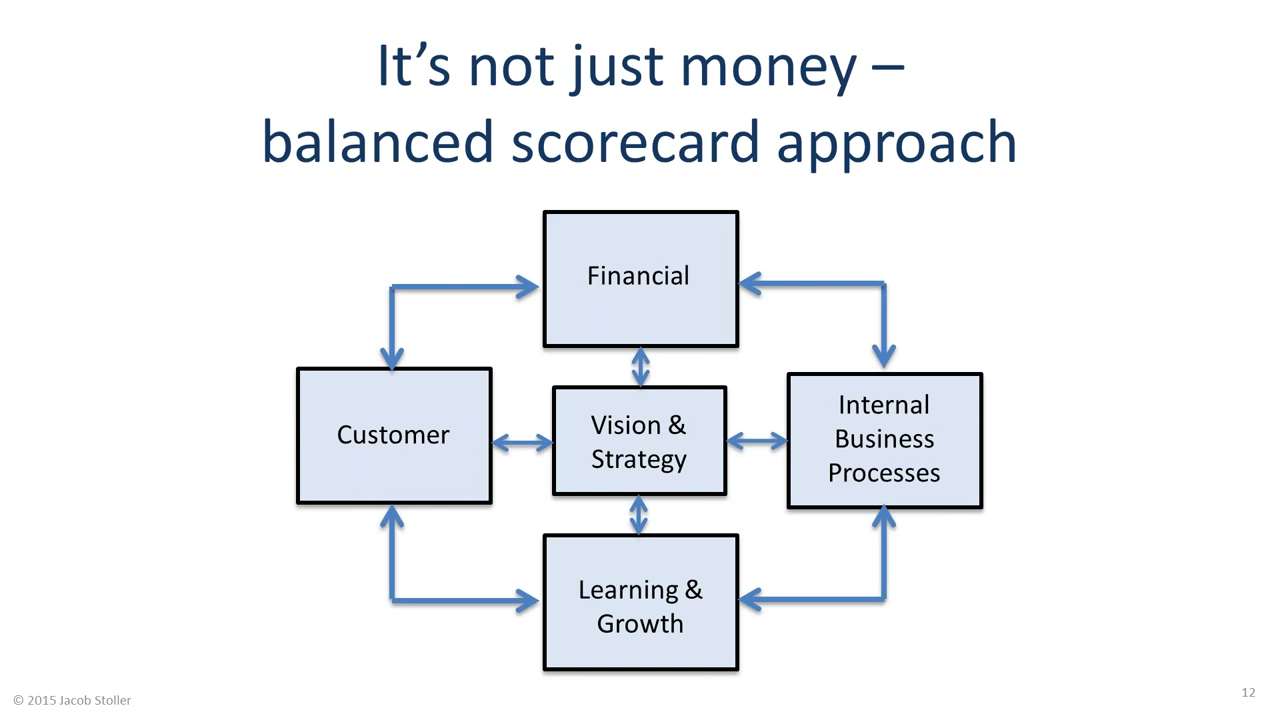 It’s not just money –
balanced scorecard approach
Financial
Customer
Vision &
Strategy
Internal
Business
Processes
Learning &
Growth
© 2015 Jacob Stoller
12